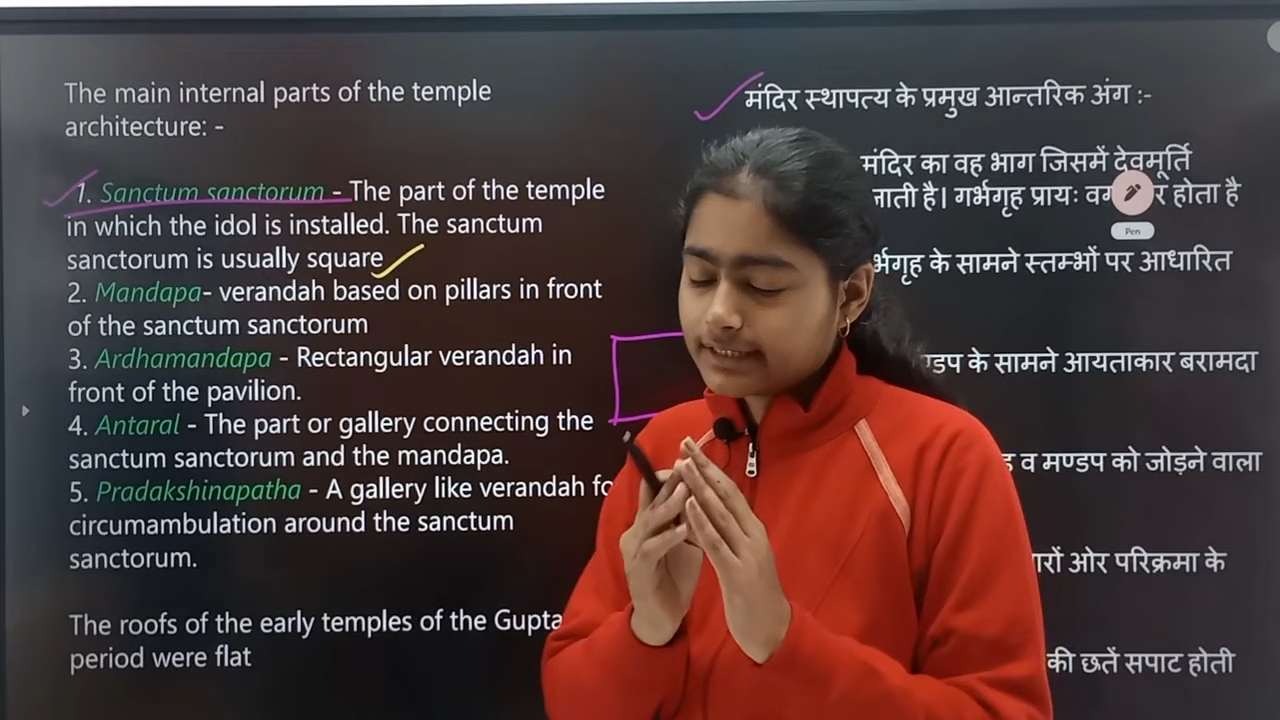 The main internal parts of the temple
architecture: -
1. Sanctum sanctorum - The part of the temple
in which the idol is installed. The sanctum
sanctorum is usually square
2. Mandapa- verandah based on pillars in front
of the sanctum sanctorum
3. Ardhamandapa - Rectangular verandah in
front of the pavilion.
4. Antaral - The part or gallery connecting the
sanctum sanctorum and the mandapa.
5. Pradakshinapatha - A gallery like verandah
circumambulation around the sanctum
sanctorum.
The roofs of the early temples of the Gupta
period were flat
मंदिर स्थापत्य के प्रमुख आन्तरिक अंग :-
मंदिर का वह भाग जिसमें देवमूर्ति
है। गर्भगृह प्रायः होता है
Pen
के सामने स्तम्भों पर आधारित
के सामने आयताकार बरामदा
व मण्डप को जोड़ने वाला
ओर परिक्रमा के
की छतें सपाट होती